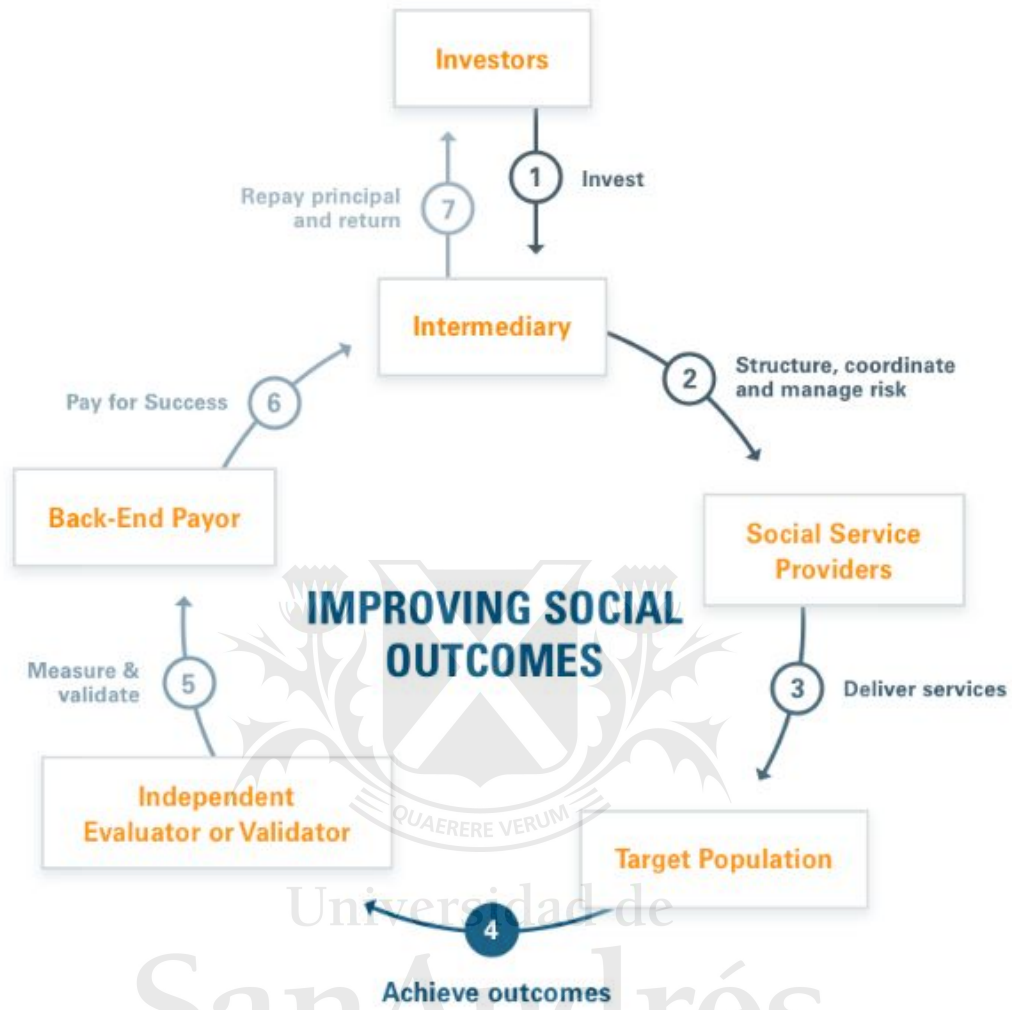 Investors
1
Invest
Repay principal
and return
7
Intermediary
2
Structure, coordinate
and manage risk
Pay for Success
6
Back-End Payor
Social Service
Providers
IMPROVING SOCIAL
OUTCOMES
Measure &
validate
5
3
Deliver services
Independent
Evaluator or Validator
QUAERERE VERUM
Target Population
Universidad de
4
SanAndrés
Achieve outcomes